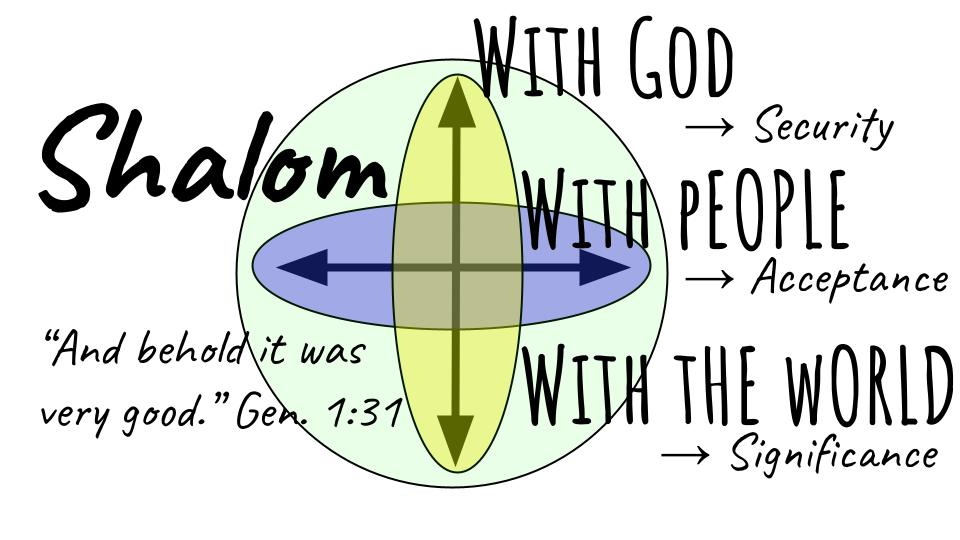 Shalom
“And behold it was
very good.” Gen. 1:31
With God
→ Security
With pEOPLE
→ Acceptance
With tHE wORLD
→ Significance